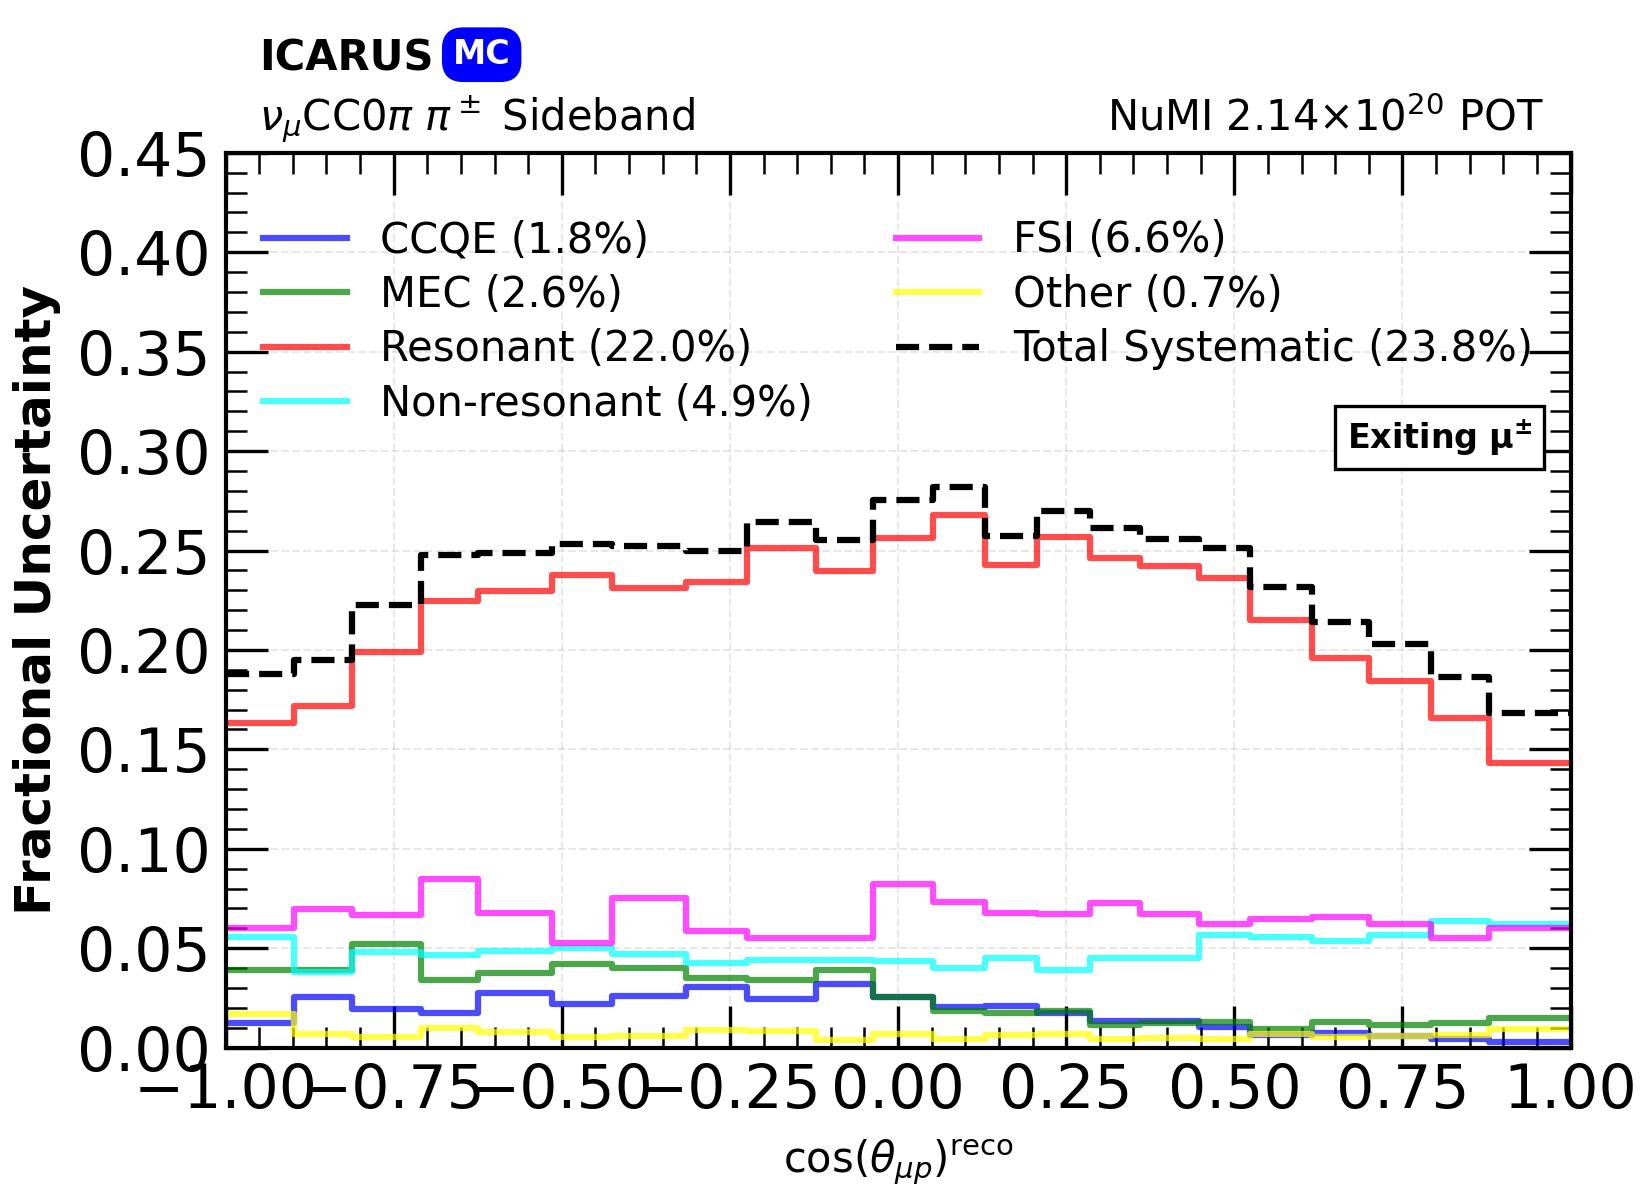 ICARUS MC
νμCC0π π± Sideband
NuMI 2.14×10²⁰ POT
0.45
0.40
0.35
0.30
0.25
0.20
0.15
0.10
0.05
0.00
Fractional Uncertainty
CCQE (1.8%)
MEC (2.6%)
Resonant (22.0%)
Non-resonant (4.9%)
FSI (6.6%)
Other (0.7%)
Total Systematic (23.8%)
Exiting μ±
−1.00 −0.75 −0.50 −0.25 0.00 0.25 0.50 0.75 1.00
cos(θμp)reco